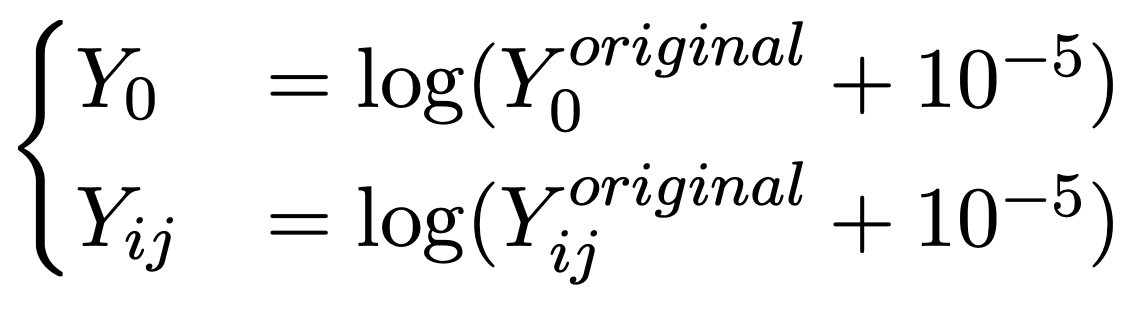 Y_0 = log(Y_0^{original} + 10^{-5})
Y_{ij} = log(Y_{ij}^{original} + 10^{-5})